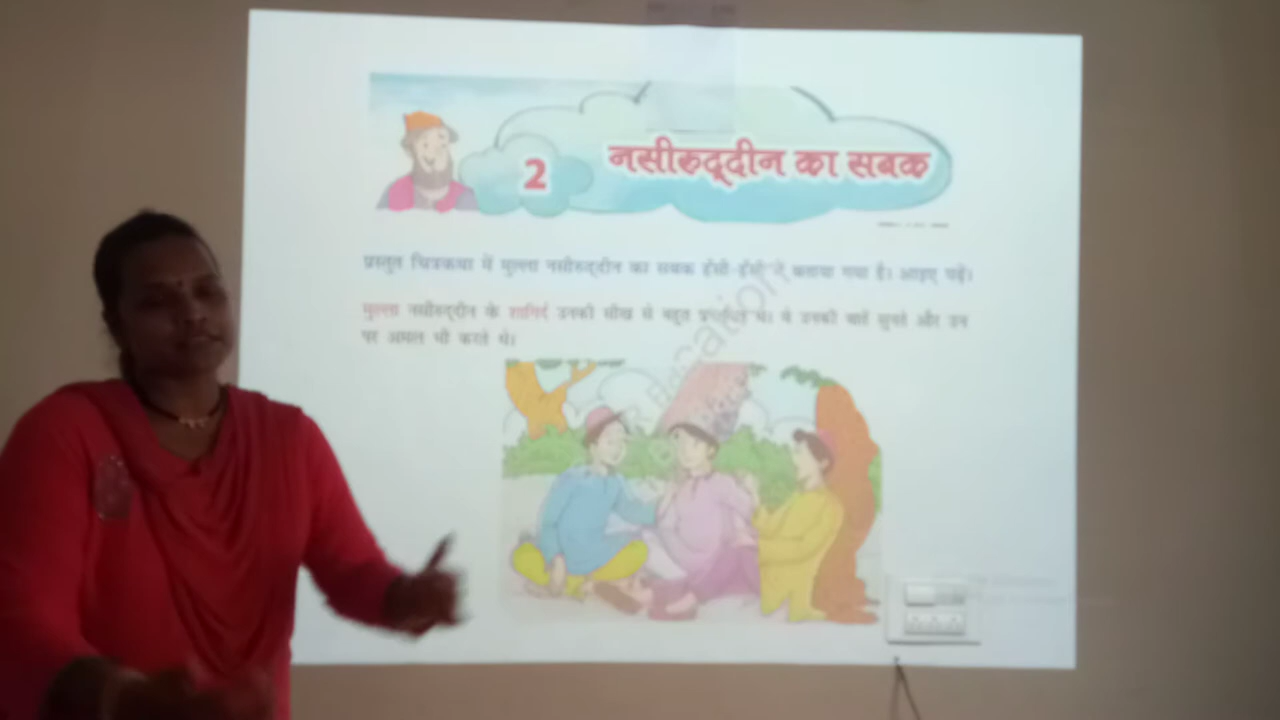 2
नसीरुद्दीन का सबक
प्रस्तुत चित्रकथा में मुल्ला नसीरुद्दीन का सबक हँसी-हँसी में बताया गया है। आइए पढ़ें।
मुल्ला नसीरुद्दीन के शागिर्द उनकी सीख से बहुत प्रभावित थे। वे उनकी बातें सुनते और उन
पर अमल भी करते थे।